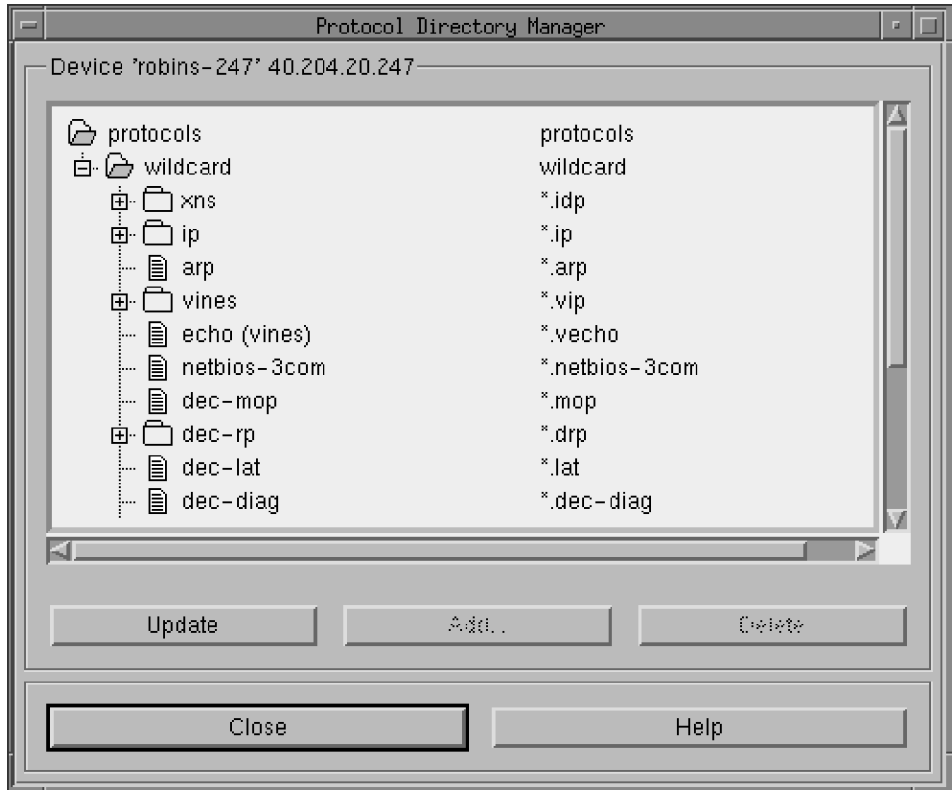 Protocol Directory Manager
Device 'robins-247' 40.204.20.247
protocols protocols
wildcard wildcard
xns *.idp
ip *.ip
arp *.arp
vines *.vip
echo (vines) *.vecho
netbios-3com *.netbios-3com
dec-mop *.mop
dec-rp *.drp
dec-lat *.lat
dec-diag *.dec-diag
Update Add... Delete
Close Help